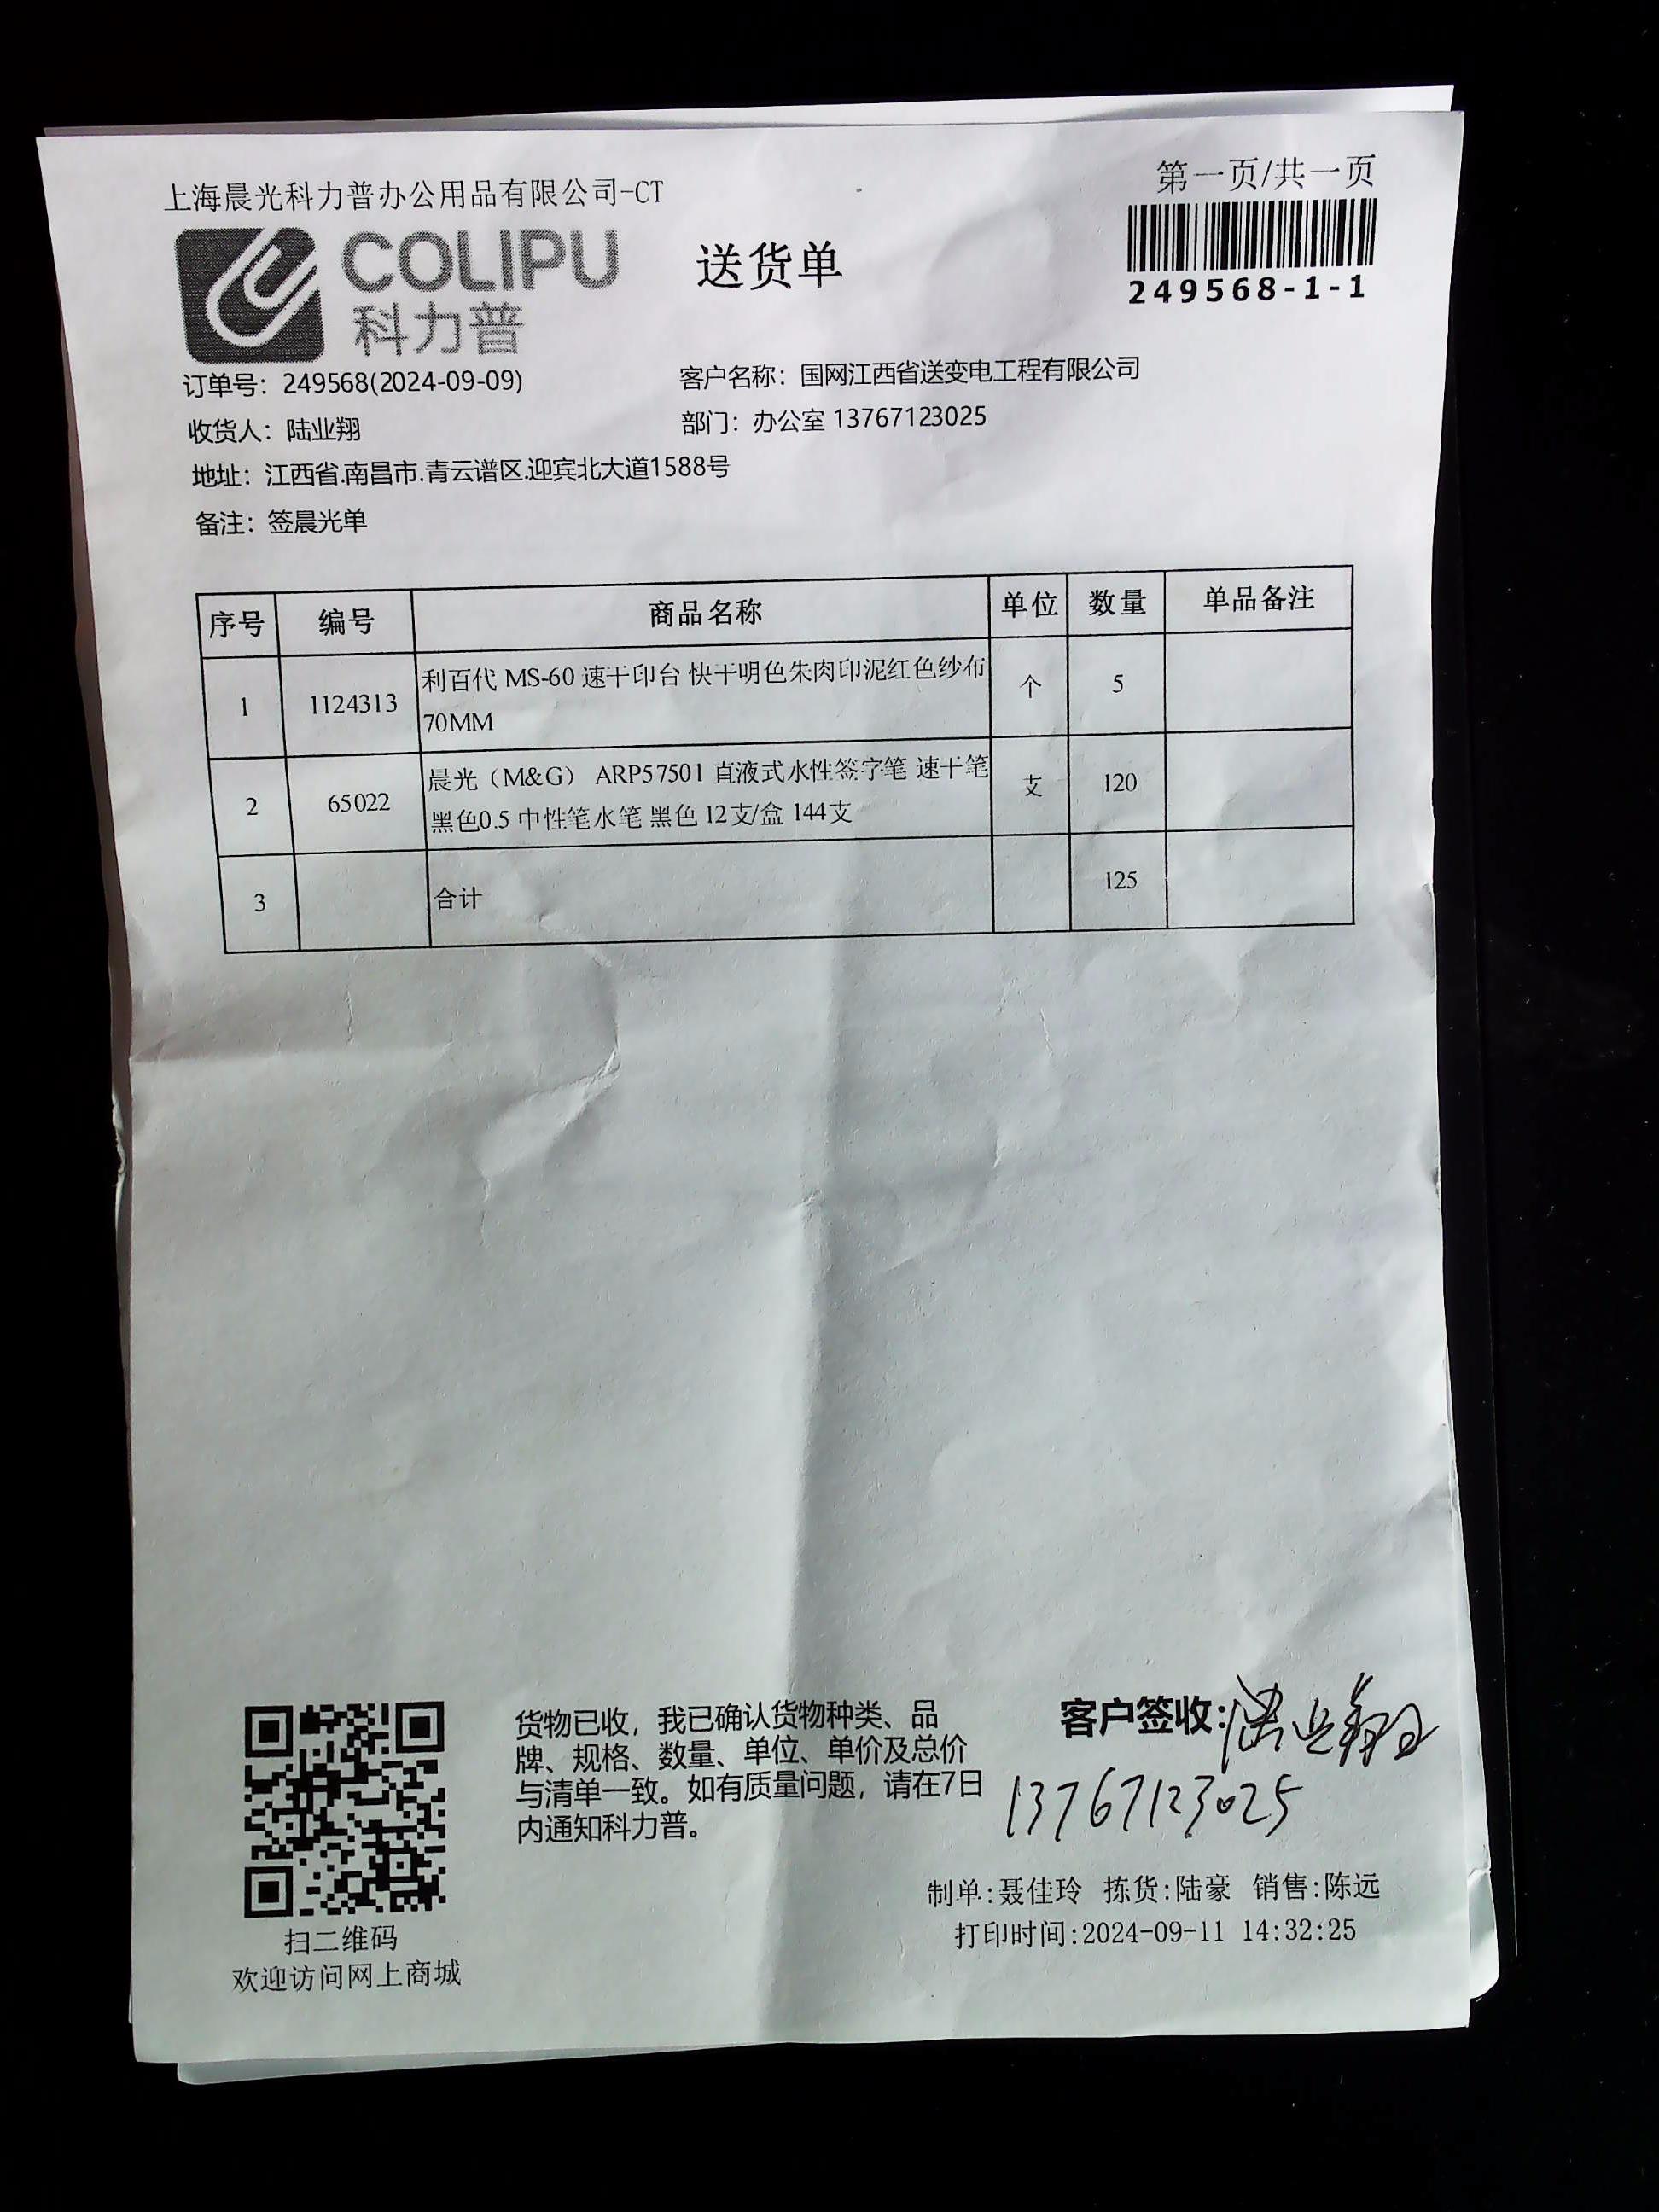 上海晨光科力普办公用品有限公司-CT
第一页/共一页
COLIPU
科力普
送货单
249568-1-1
订单号：249568(2024-09-09)
客户名称：国网江西省送变电工程有限公司
收货人：陆业翔
部门：办公室 13767123025
地址：江西省.南昌市.青云谱区.迎宾北大道1588号
备注：签晨光单
序号 编号 商品名称 单位 数量 单品备注
1 1124313 利百代 MS-60 速干印台 快干明色朱肉印泥红色纱布 个 5
70MM
2 65022 晨光（M&G） ARP57501 直液式水性签字笔 速干笔 支 120
黑色0.5 中性笔水笔 黑色 12支/盒 144支
3 合计 125
货物已收，我已确认货物种类、品
牌、规格、数量、单位、单价及总价
与清单一致。如有质量问题，请在7日
内通知科力普。
客户签收:陆业翔
13767123025
制单:聂佳玲 拣货:陆豪 销售:陈远
打印时间:2024-09-11 14:32:25
扫二维码
欢迎访问网上商城